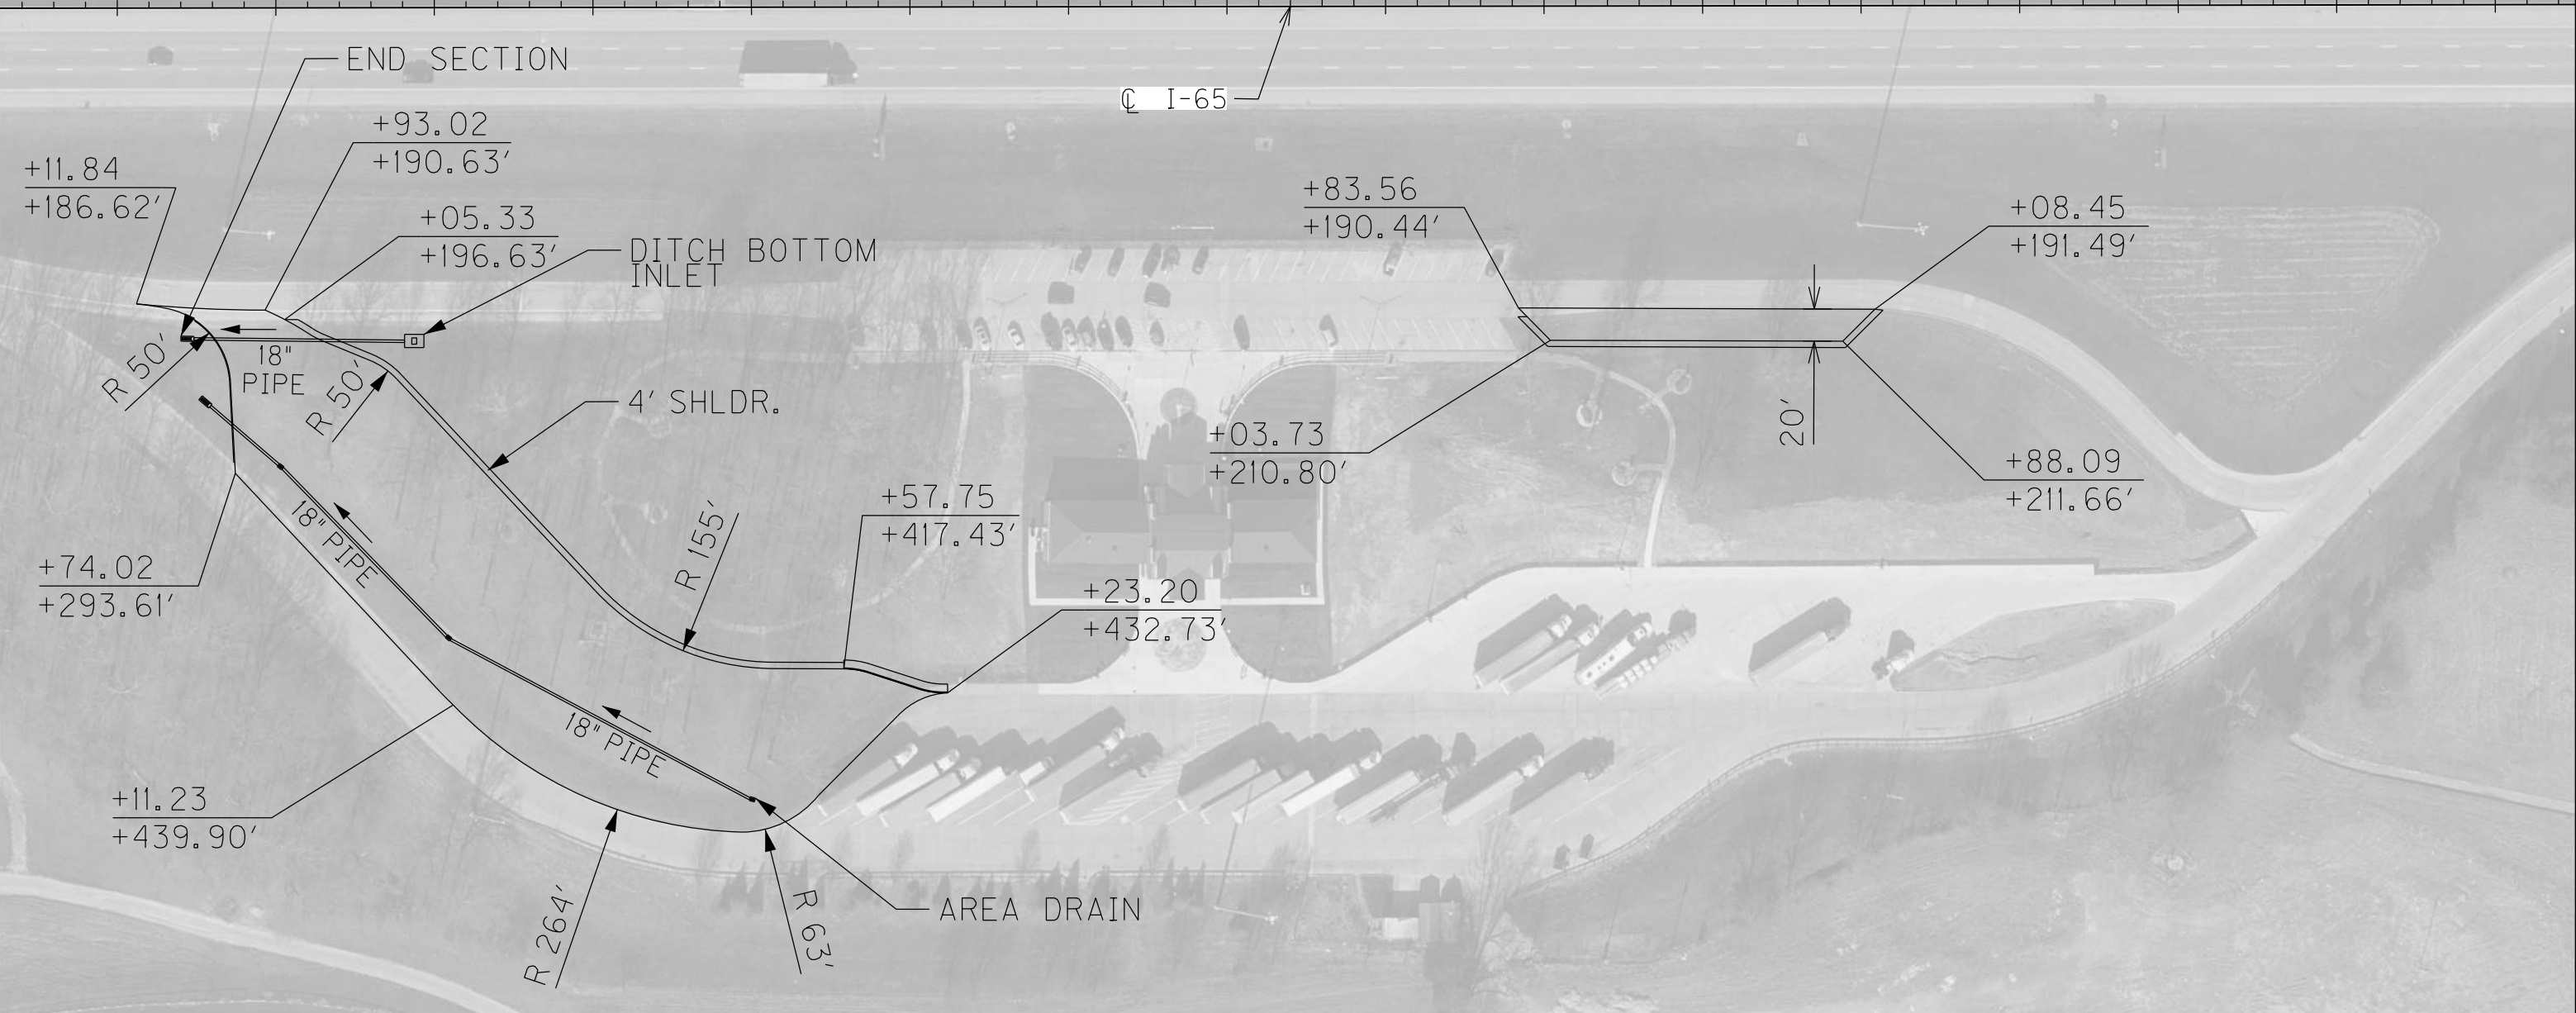 END SECTION
℄ I-65
+93.02
+190.63′
+11.84
+186.62′
+83.56
+190.44′
+08.45
+191.49′
+05.33
+196.63′
DITCH BOTTOM
INLET
R 50′
18"
PIPE
R 50′
4′ SHLDR.
20′
+03.73
+210.80′
+88.09
+211.66′
+57.75
+417.43′
18" PIPE
R 155′
+74.02
+293.61′
+23.20
+432.73′
18" PIPE
+11.23
+439.90′
R 264′
R 63′
AREA DRAIN